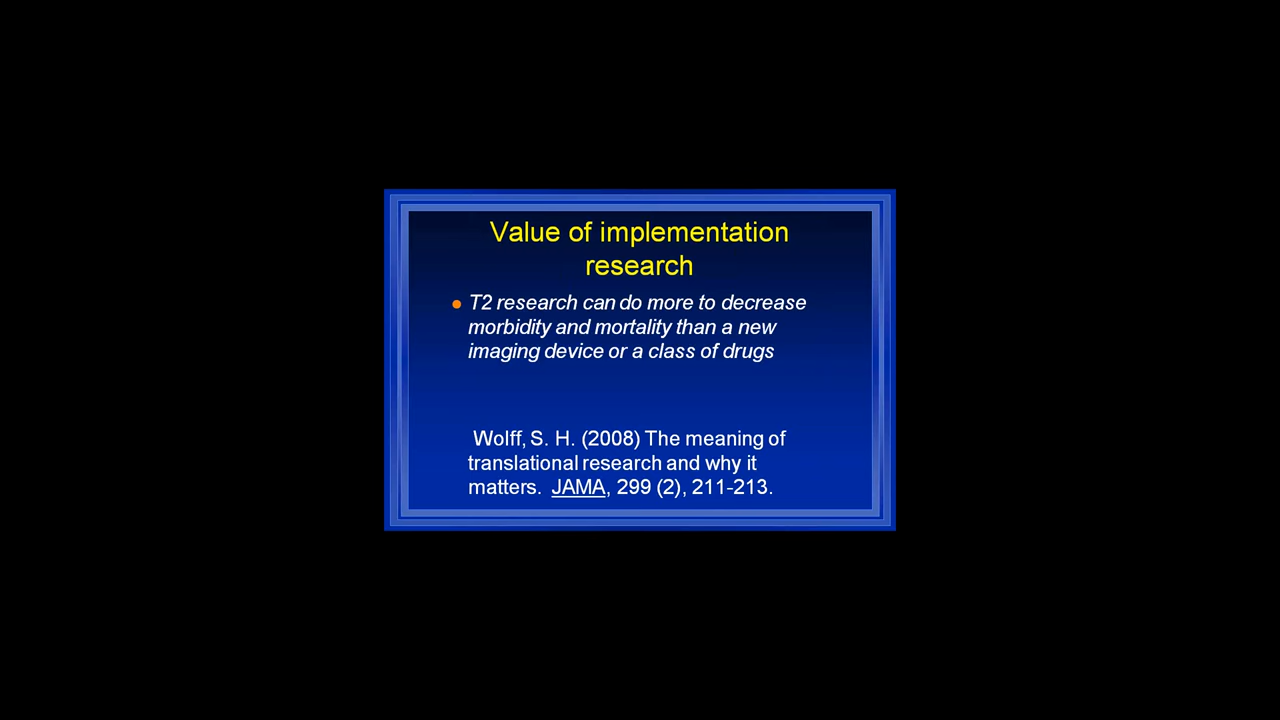 Value of implementation
research
T2 research can do more to decrease
morbidity and mortality than a new
imaging device or a class of drugs
Wolff, S. H. (2008) The meaning of
translational research and why it
matters. JAMA, 299 (2), 211-213.